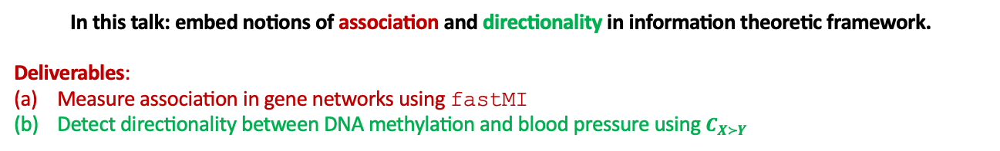 In this talk: embed notions of association and directionality in information theoretic framework.
Deliverables:
(a) Measure association in gene networks using fastMI
(b) Detect directionality between DNA methylation and blood pressure using C_{X≻Y}